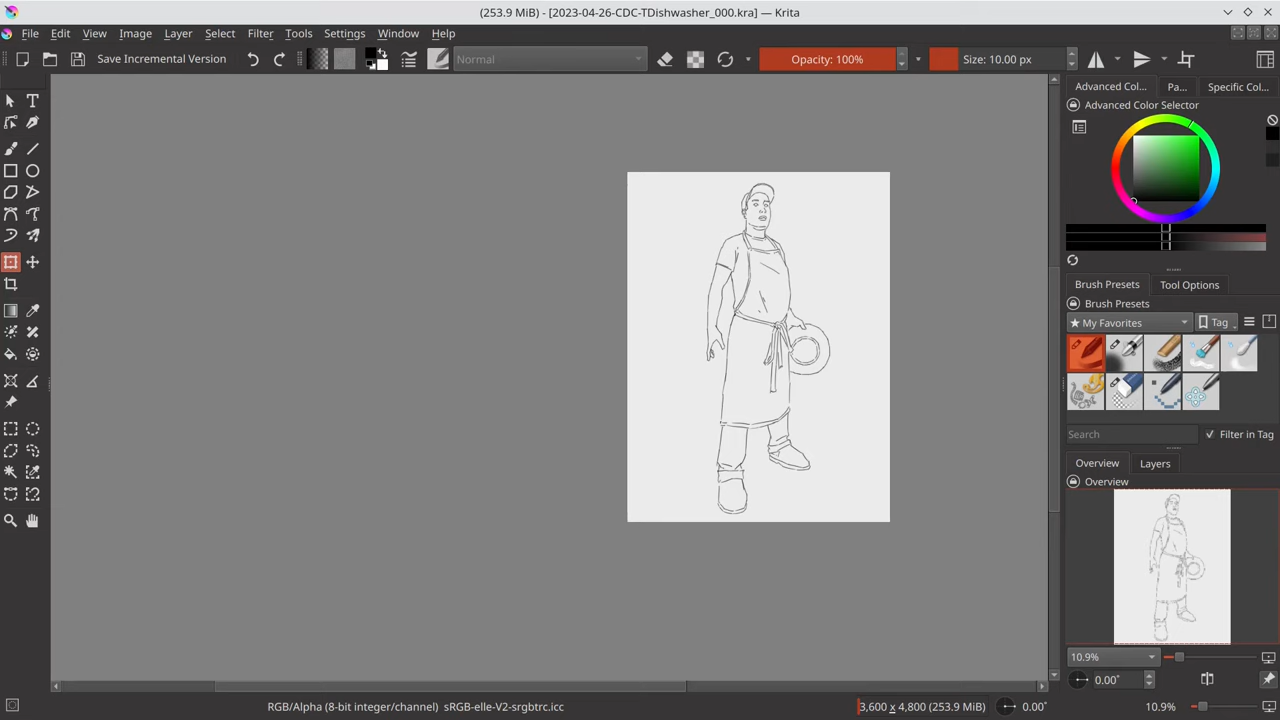 (253.9 MiB) - [2023-04-26-CDC-TDishwasher_000.kra] — Krita
File Edit View Image Layer Select Filter Tools Settings Window Help
Save Incremental Version Normal Opacity: 100% Size: 10.00 px
Advanced Col... Pa... Specific Col...
Advanced Color Selector
Brush Presets Tool Options
Brush Presets
★ My Favorites Tag
Search Filter in Tag
Overview Layers
Overview
10.9%
0.00°
RGB/Alpha (8-bit integer/channel) sRGB-elle-V2-srgbtrc.icc 3,600 x 4,800 (253.9 MiB) 0.00° 10.9%